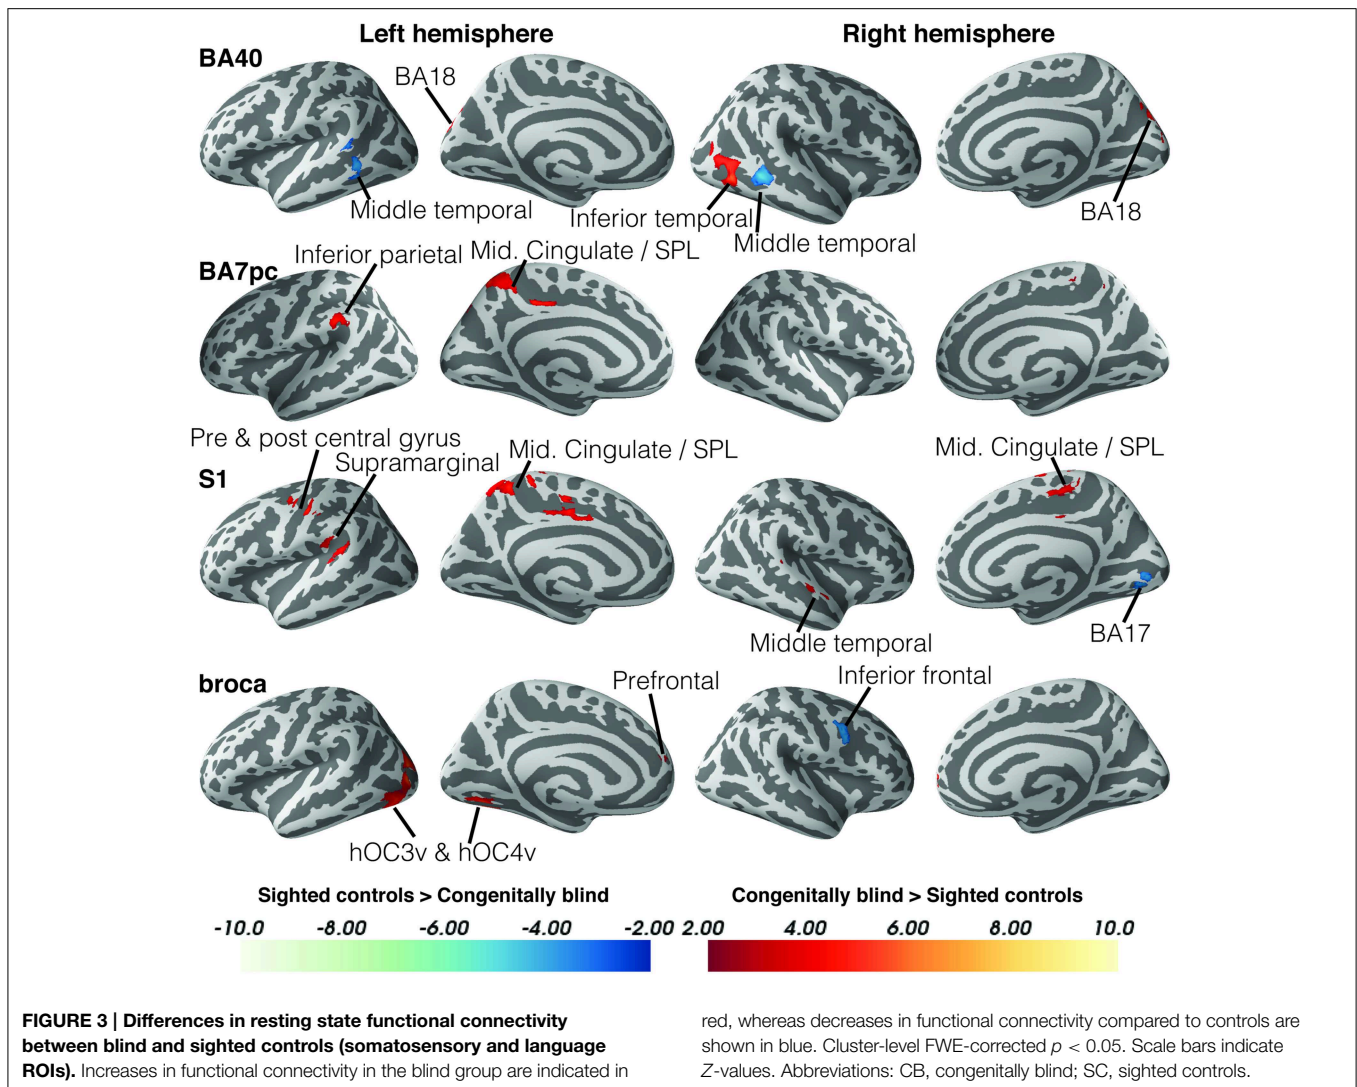 Left hemisphere
Right hemisphere
BA40
BA18
Middle temporal
Inferior temporal
Middle temporal
BA18
BA7pc
Inferior parietal
Mid. Cingulate / SPL
Pre & post central gyrus
Supramarginal
S1
Mid. Cingulate / SPL
Mid. Cingulate / SPL
Middle temporal
BA17
broca
Prefrontal
Inferior frontal
hOC3v & hOC4v
Sighted controls > Congenitally blind
Congenitally blind > Sighted controls
-10.0 -8.00 -6.00 -4.00 -2.00
2.00 4.00 6.00 8.00 10.0
FIGURE 3 | Differences in resting state functional connectivity
between blind and sighted controls (somatosensory and language
ROIs). Increases in functional connectivity in the blind group are indicated in
red, whereas decreases in functional connectivity compared to controls are
shown in blue. Cluster-level FWE-corrected p < 0.05. Scale bars indicate
Z-values. Abbreviations: CB, congenitally blind; SC, sighted controls.